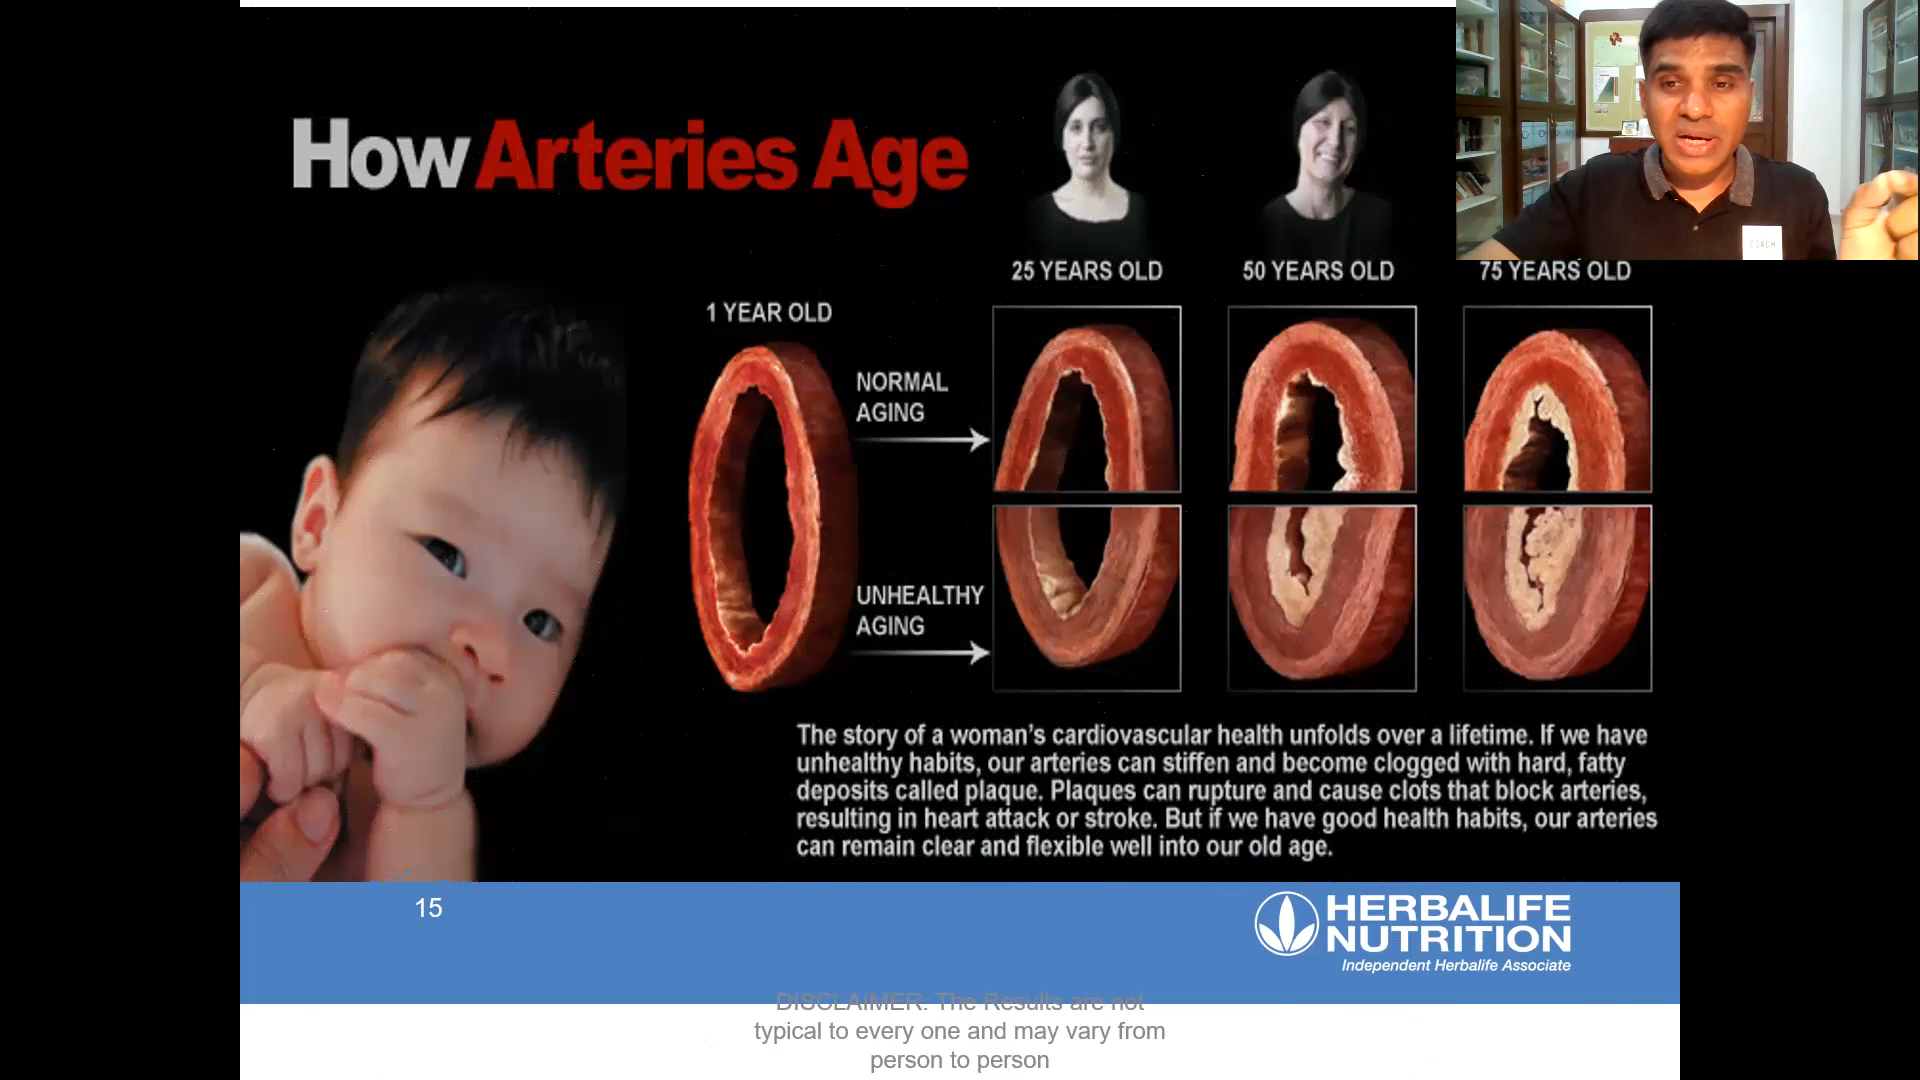 How Arteries Age
25 YEARS OLD
50 YEARS OLD
75 YEARS OLD
1 YEAR OLD
NORMAL
AGING
UNHEALTHY
AGING
The story of a woman's cardiovascular health unfolds over a lifetime. If we have
unhealthy habits, our arteries can stiffen and become clogged with hard, fatty
deposits called plaque. Plaques can rupture and cause clots that block arteries,
resulting in heart attack or stroke. But if we have good health habits, our arteries
can remain clear and flexible well into our old age.
15
HERBALIFE
NUTRITION
Independent Herbalife Associate
DISCLAIMER: The Results are not
typical to every one and may vary from
person to person
COACH